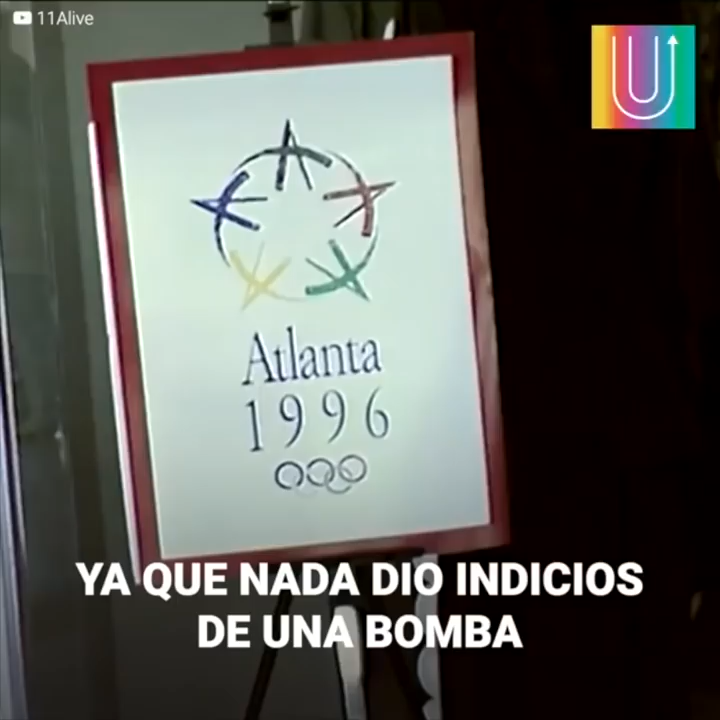 11Alive
U
Atlanta
1996
YA QUE NADA DIO INDICIOS
DE UNA BOMBA